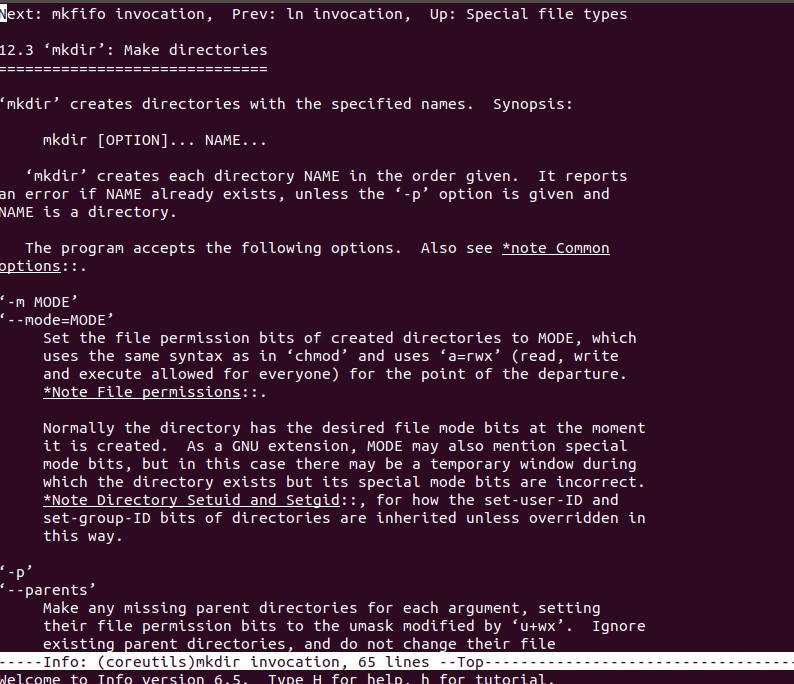 Next: mkfifo invocation,  Prev: ln invocation,  Up: Special file types
12.3 ‘mkdir’: Make directories
==============================
‘mkdir’ creates directories with the specified names.  Synopsis:
     mkdir [OPTION]... NAME...
   ‘mkdir’ creates each directory NAME in the order given.  It reports
an error if NAME already exists, unless the ‘-p’ option is given and
NAME is a directory.
   The program accepts the following options.  Also see *note Common
options::.
‘-m MODE’
‘--mode=MODE’
     Set the file permission bits of created directories to MODE, which
     uses the same syntax as in ‘chmod’ and uses ‘a=rwx’ (read, write
     and execute allowed for everyone) for the point of the departure.
     *Note File permissions::.
     Normally the directory has the desired file mode bits at the moment
     it is created.  As a GNU extension, MODE may also mention special
     mode bits, but in this case there may be a temporary window during
     which the directory exists but its special mode bits are incorrect.
     *Note Directory Setuid and Setgid::, for how the set-user-ID and
     set-group-ID bits of directories are inherited unless overridden in
     this way.
‘-p’
‘--parents’
     Make any missing parent directories for each argument, setting
     their file permission bits to the umask modified by ‘u+wx’.  Ignore
     existing parent directories, and do not change their file
-----Info: (coreutils)mkdir invocation, 65 lines --Top-----------------------------------
Welcome to Info version 6.5.  Type H for help, h for tutorial.